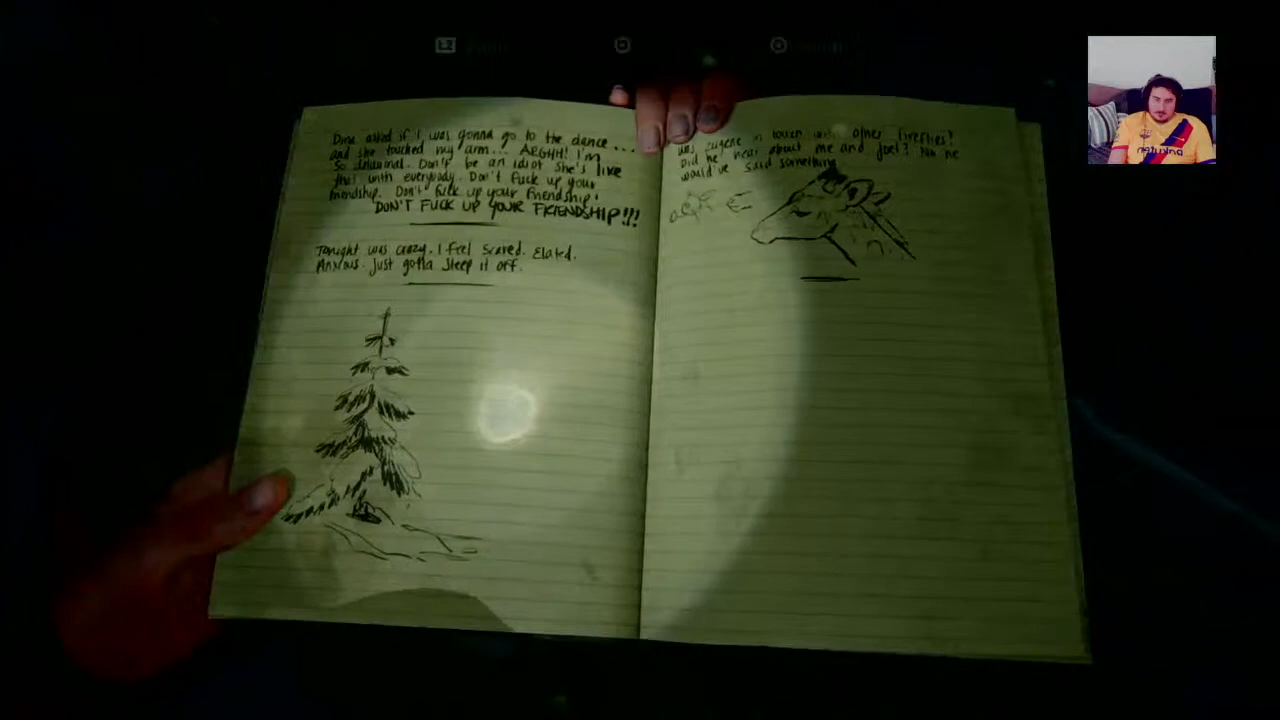 L2
Dina asked if I was gonna go to the dance...
and she touched my arm... ARGHH! I'm
so drained. Don't be an idiot. She's like
that with everybody. Don't fuck up your
friendship. Don't fuck up your friendship!
DON'T FUCK UP YOUR FRIENDSHIP!!!
Tonight was crazy. I feel scared. Elated.
Anxious. Just gotta sleep it off.
Was Eugene in touch with other fireflies?
Did he hear about me and Joel? No he
would've said something